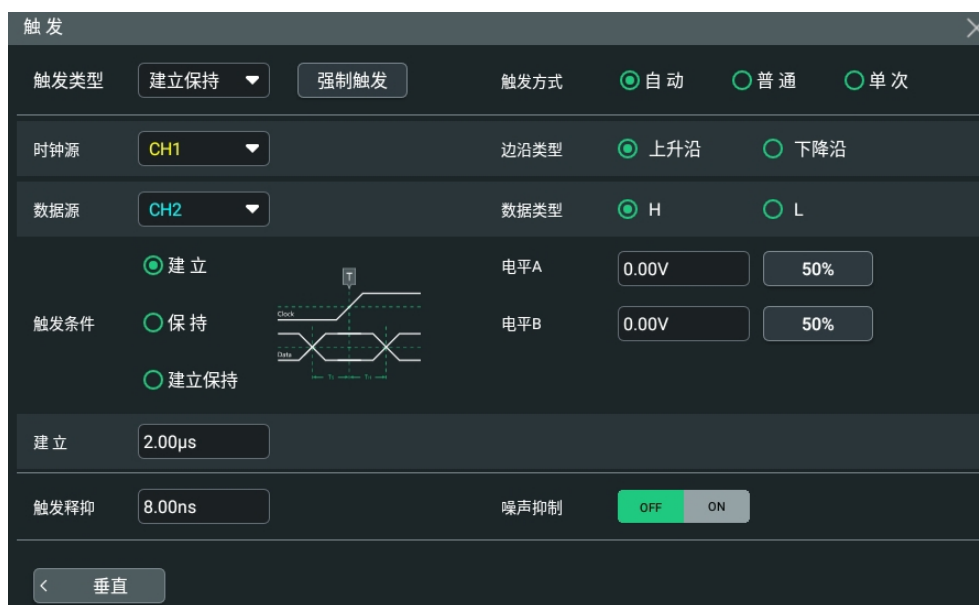 触 发
触发类型 建立保持 强制触发 触发方式 自 动 普 通 单 次
时钟源 CH1 边沿类型 上升沿 下降沿
数据源 CH2 数据类型 H L
建 立 电平A 0.00V 50%
T
Clock
触发条件 保 持 电平B 0.00V 50%
Data
建立保持
建 立 2.00μs
触发释抑 8.00ns 噪声抑制 OFF ON
< 垂直